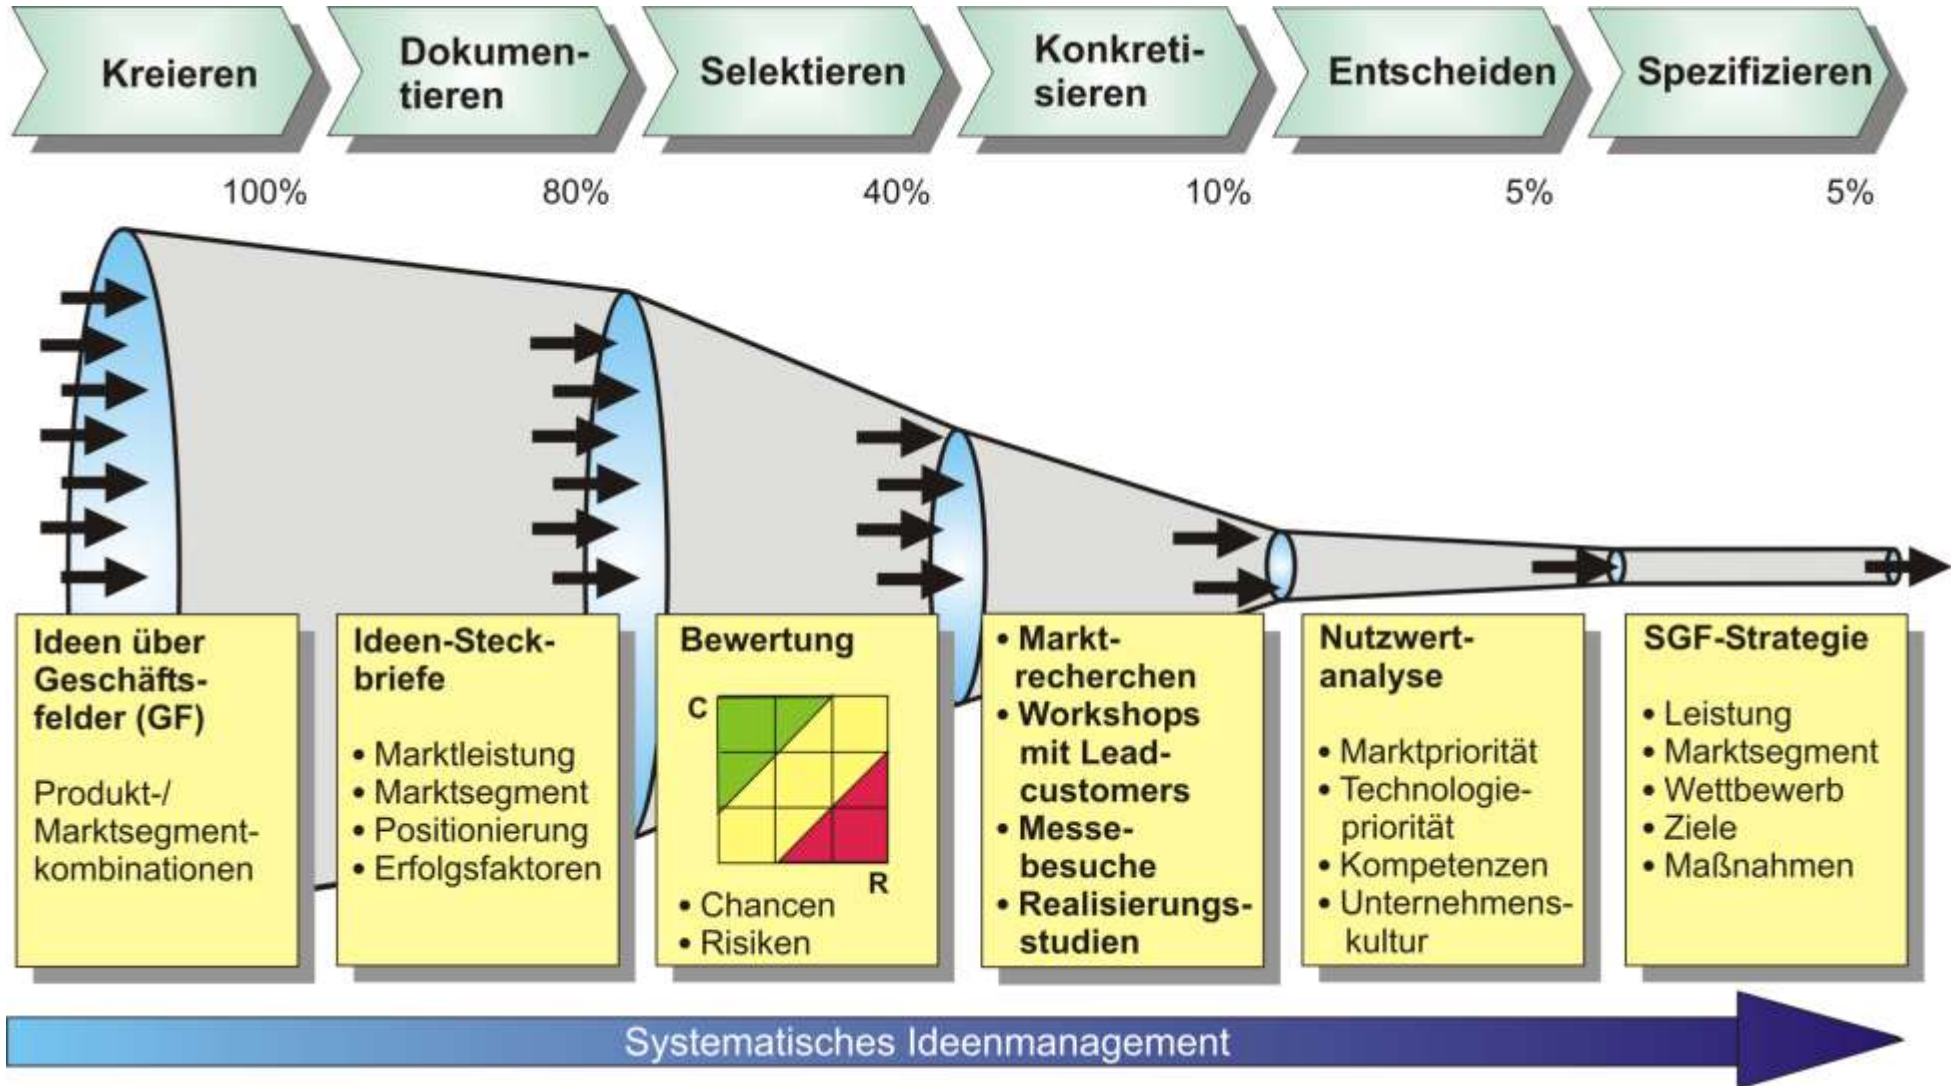 Kreieren
Dokumen-
tieren
Selektieren
Konkreti-
sieren
Entscheiden
Spezifizieren
100%
80%
40%
10%
5%
5%
Ideen über
Geschäfts-
felder (GF)
Produkt-/
Marktsegment-
kombinationen
Ideen-Steck-
briefe
• Marktleistung
• Marktsegment
• Positionierung
• Erfolgsfaktoren
Bewertung
C
R
• Chancen
• Risiken
• Markt-
recherchen
• Workshops
mit Lead-
customers
• Messe-
besuche
• Realisierungs-
studien
Nutzwert-
analyse
• Marktpriorität
• Technologie-
priorität
• Kompetenzen
• Unternehmens-
kultur
SGF-Strategie
• Leistung
• Marktsegment
• Wettbewerb
• Ziele
• Maßnahmen
Systematisches Ideenmanagement